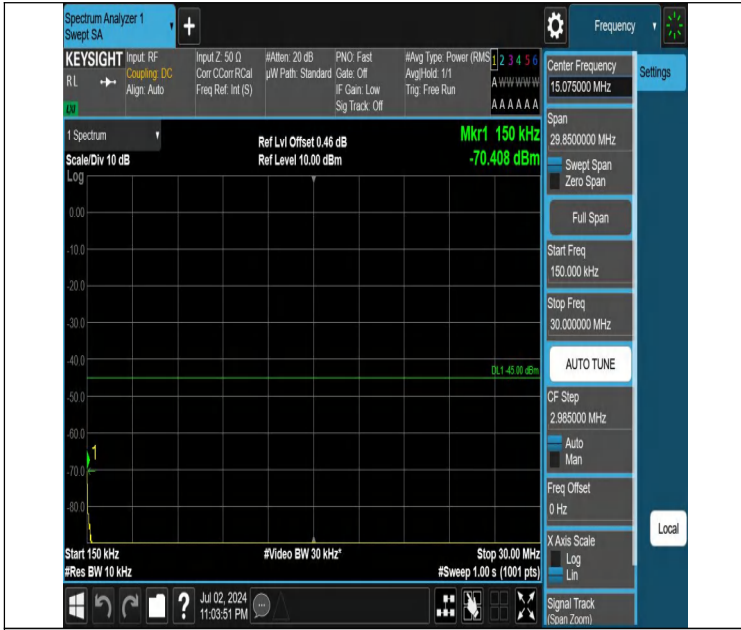 Spectrum Analyzer 1
Swept SA
+
Frequency
KEYSIGHT
RL
Input: RF
Coupling: DC
Align: Auto
Input Z: 50 Ω
Corr CCorr RCal
Freq Ref: Int (S)
#Atten: 20 dB
µW Path: Standard
PNO: Fast
Gate: Off
IF Gain: Low
Sig Track: Off
#Avg Type: Power (RMS
Avg|Hold: 1/1
Trig: Free Run
1 2 3 4 5 6
A W W W W W
A A A A A A
1 Spectrum
Scale/Div 10 dB
Log
Ref Lvl Offset 0.46 dB
Ref Level 10.00 dBm
Mkr1 150 kHz
-70.408 dBm
0.00
-10.0
-20.0
-30.0
-40.0
DL1 -45.00 dBm
-50.0
-60.0
1
-70.0
-80.0
Start 150 kHz
#Video BW 30 kHz*
Stop 30.00 MHz
#Res BW 10 kHz
#Sweep 1.00 s (1001 pts)
?
Jul 02, 2024
11:03:51 PM
Center Frequency
15.075000 MHz
Settings
Span
29.8500000 MHz
Swept Span
Zero Span
Full Span
Start Freq
150.000 kHz
Stop Freq
30.000000 MHz
AUTO TUNE
CF Step
2.985000 MHz
Auto
Man
Freq Offset
0 Hz
Local
X Axis Scale
Log
Lin
Signal Track
(Span Zoom)